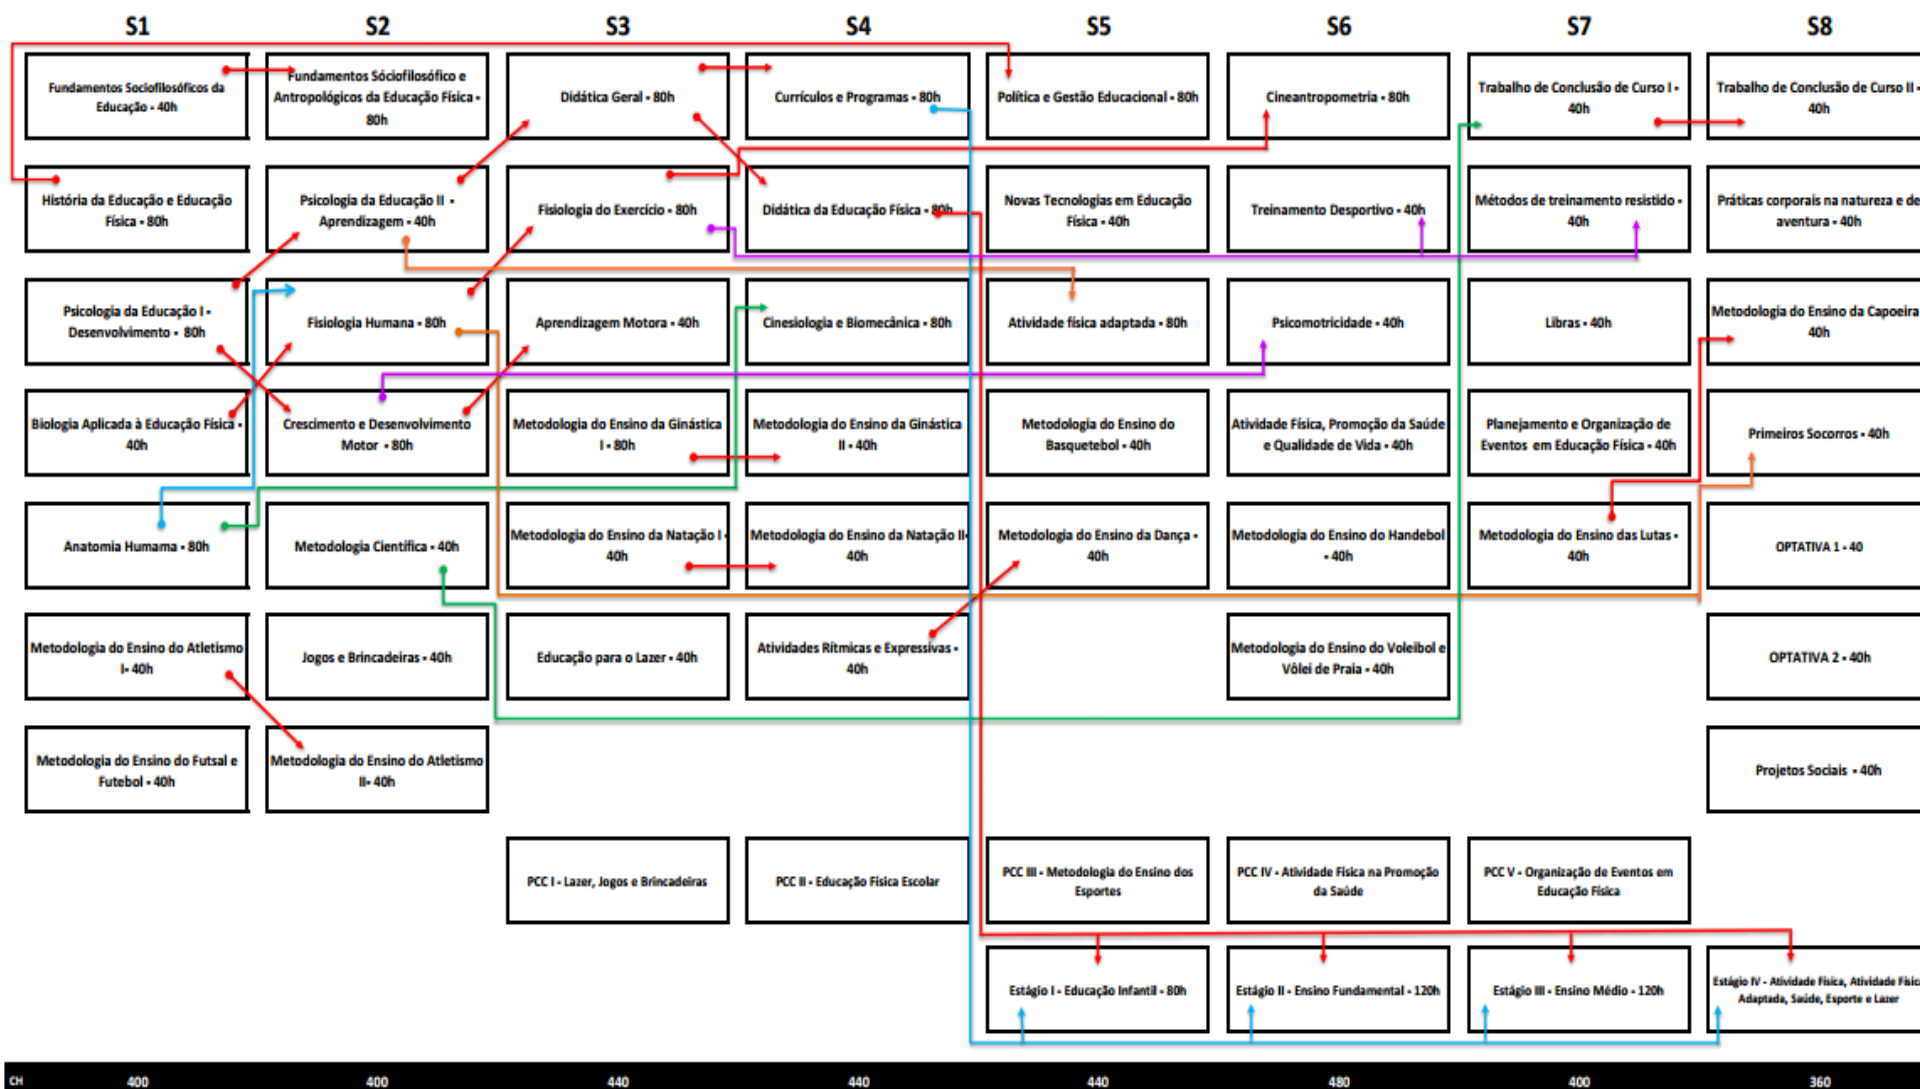 S1 S2 S3 S4 S5 S6 S7 S8
Fundamentos Sociofilosóficos da
Educação - 40h
Fundamentos Sóciofilosófico e
Antropológicos da Educação Física -
80h
Didática Geral - 80h
Currículos e Programas - 80h
Política e Gestão Educacional - 80h
Cineantropometria - 80h
Trabalho de Conclusão de Curso I -
40h
Trabalho de Conclusão de Curso II -
40h
História da Educação e Educação
Física - 80h
Psicologia da Educação II -
Aprendizagem - 40h
Fisiologia do Exercício - 80h
Didática da Educação Física - 80h
Novas Tecnologias em Educação
Física - 40h
Treinamento Desportivo - 40h
Métodos de treinamento resistido -
40h
Práticas corporais na natureza e de
aventura - 40h
Psicologia da Educação I -
Desenvolvimento - 80h
Fisiologia Humana - 80h
Aprendizagem Motora - 40h
Cinesiologia e Biomecânica - 80h
Atividade física adaptada - 80h
Psicomotricidade - 40h
Libras - 40h
Metodologia do Ensino da Capoeira
40h
Biologia Aplicada à Educação Física -
40h
Crescimento e Desenvolvimento
Motor - 80h
Metodologia do Ensino da Ginástica
I - 80h
Metodologia do Ensino da Ginástica
II - 40h
Metodologia do Ensino do
Basquetebol - 40h
Atividade Física, Promoção da Saúde
e Qualidade de Vida - 40h
Planejamento e Organização de
Eventos em Educação Física - 40h
Primeiros Socorros - 40h
Anatomia Humama - 80h
Metodologia Científica - 40h
Metodologia do Ensino da Natação I -
40h
Metodologia do Ensino da Natação II-
40h
Metodologia do Ensino da Dança -
40h
Metodologia do Ensino do Handebol
- 40h
Metodologia do Ensino das Lutas -
40h
OPTATIVA 1 - 40
Metodologia do Ensino do Atletismo
I- 40h
Jogos e Brincadeiras - 40h
Educação para o Lazer - 40h
Atividades Rítmicas e Expressivas -
40h
Metodologia do Ensino do Voleibol e
Vôlei de Praia - 40h
OPTATIVA 2 - 40h
Metodologia do Ensino do Futsal e
Futebol - 40h
Metodologia do Ensino do Atletismo
II- 40h
Projetos Sociais - 40h
PCC I - Lazer, Jogos e Brincadeiras
PCC II - Educação Física Escolar
PCC III - Metodologia do Ensino dos
Esportes
PCC IV - Atividade Física na Promoção
da Saúde
PCC V - Organização de Eventos em
Educação Física
Estágio I - Educação Infantil - 80h
Estágio II - Ensino Fundamental - 120h
Estágio III - Ensino Médio - 120h
Estágio IV - Atividade Física, Atividade Físic
Adaptada, Saúde, Esporte e Lazer
CH 400 400 440 440 440 480 400 360